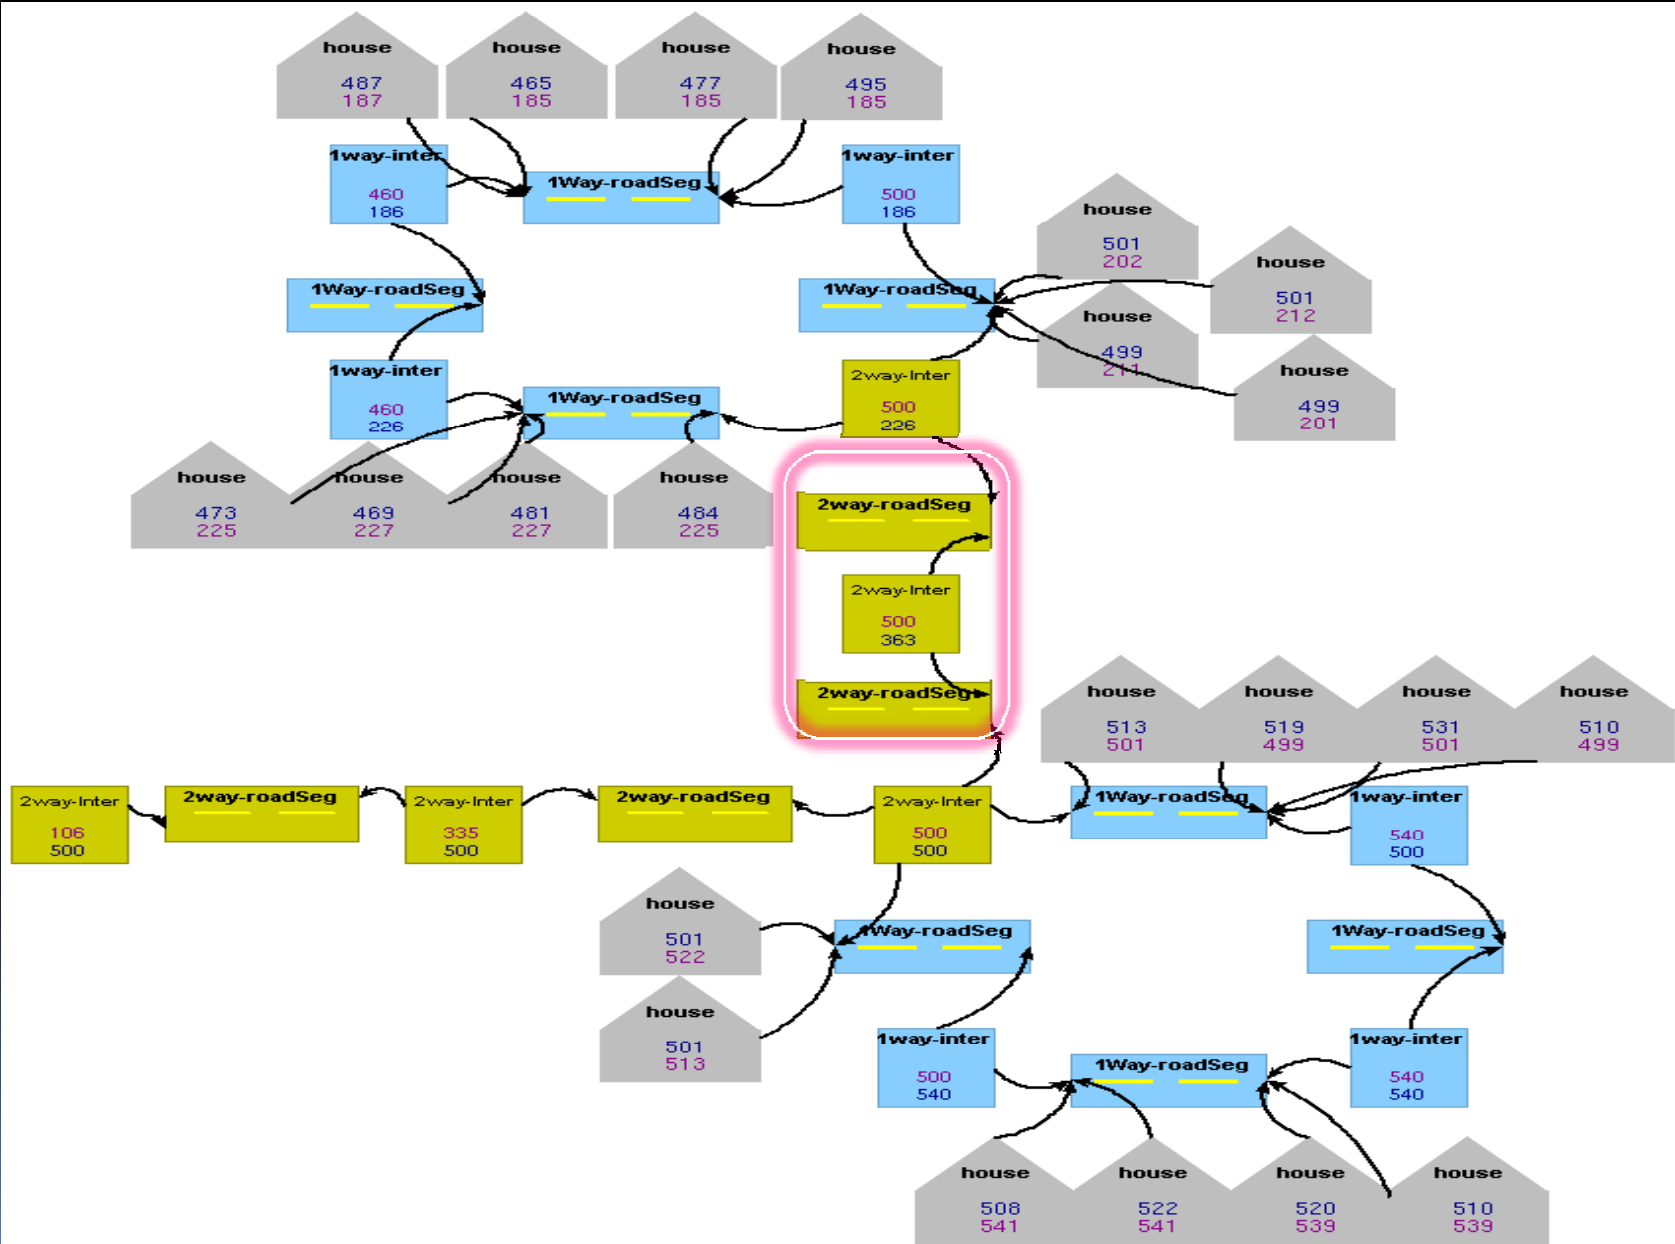 house
487
187
house
465
185
house
477
185
house
495
185
1way-inter
460
186
1Way-roadSeg
1way-inter
500
186
house
501
202
house
501
212
1Way-roadSeg
1Way-roadSeg
house
499
211
house
499
201
1way-inter
460
226
1Way-roadSeg
2way-Inter
500
226
house
473
225
house
469
227
house
481
227
house
484
225
2way-roadSeg
2way-Inter
500
363
2way-roadSeg
house
513
501
house
519
499
house
531
501
house
510
499
2way-Inter
106
500
2way-roadSeg
2way-Inter
335
500
2way-roadSeg
2way-Inter
500
500
1Way-roadSeg
1way-inter
540
500
house
501
522
1Way-roadSeg
1Way-roadSeg
house
501
513
1way-inter
500
540
1Way-roadSeg
1way-inter
540
540
house
508
541
house
522
541
house
520
539
house
510
539